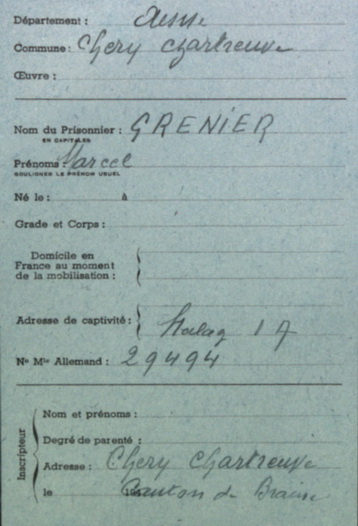 Département : Aisne
Commune : Chery Chartreuve
Œuvre :
Nom du Prisonnier : GRENIER
EN CAPITALES
Prénoms : Marcel
SOULIGNER LE PRÉNOM USUEL
Né le : à
Grade et Corps :
Domicile en
France au moment
de la mobilisation :
Adresse de captivité : Stalag 1 A
No Mle Allemand : 29494
Inscripteur
Nom et prénoms :
Degré de parenté :
Adresse : Chery Chartreuve
le Canton de Braine